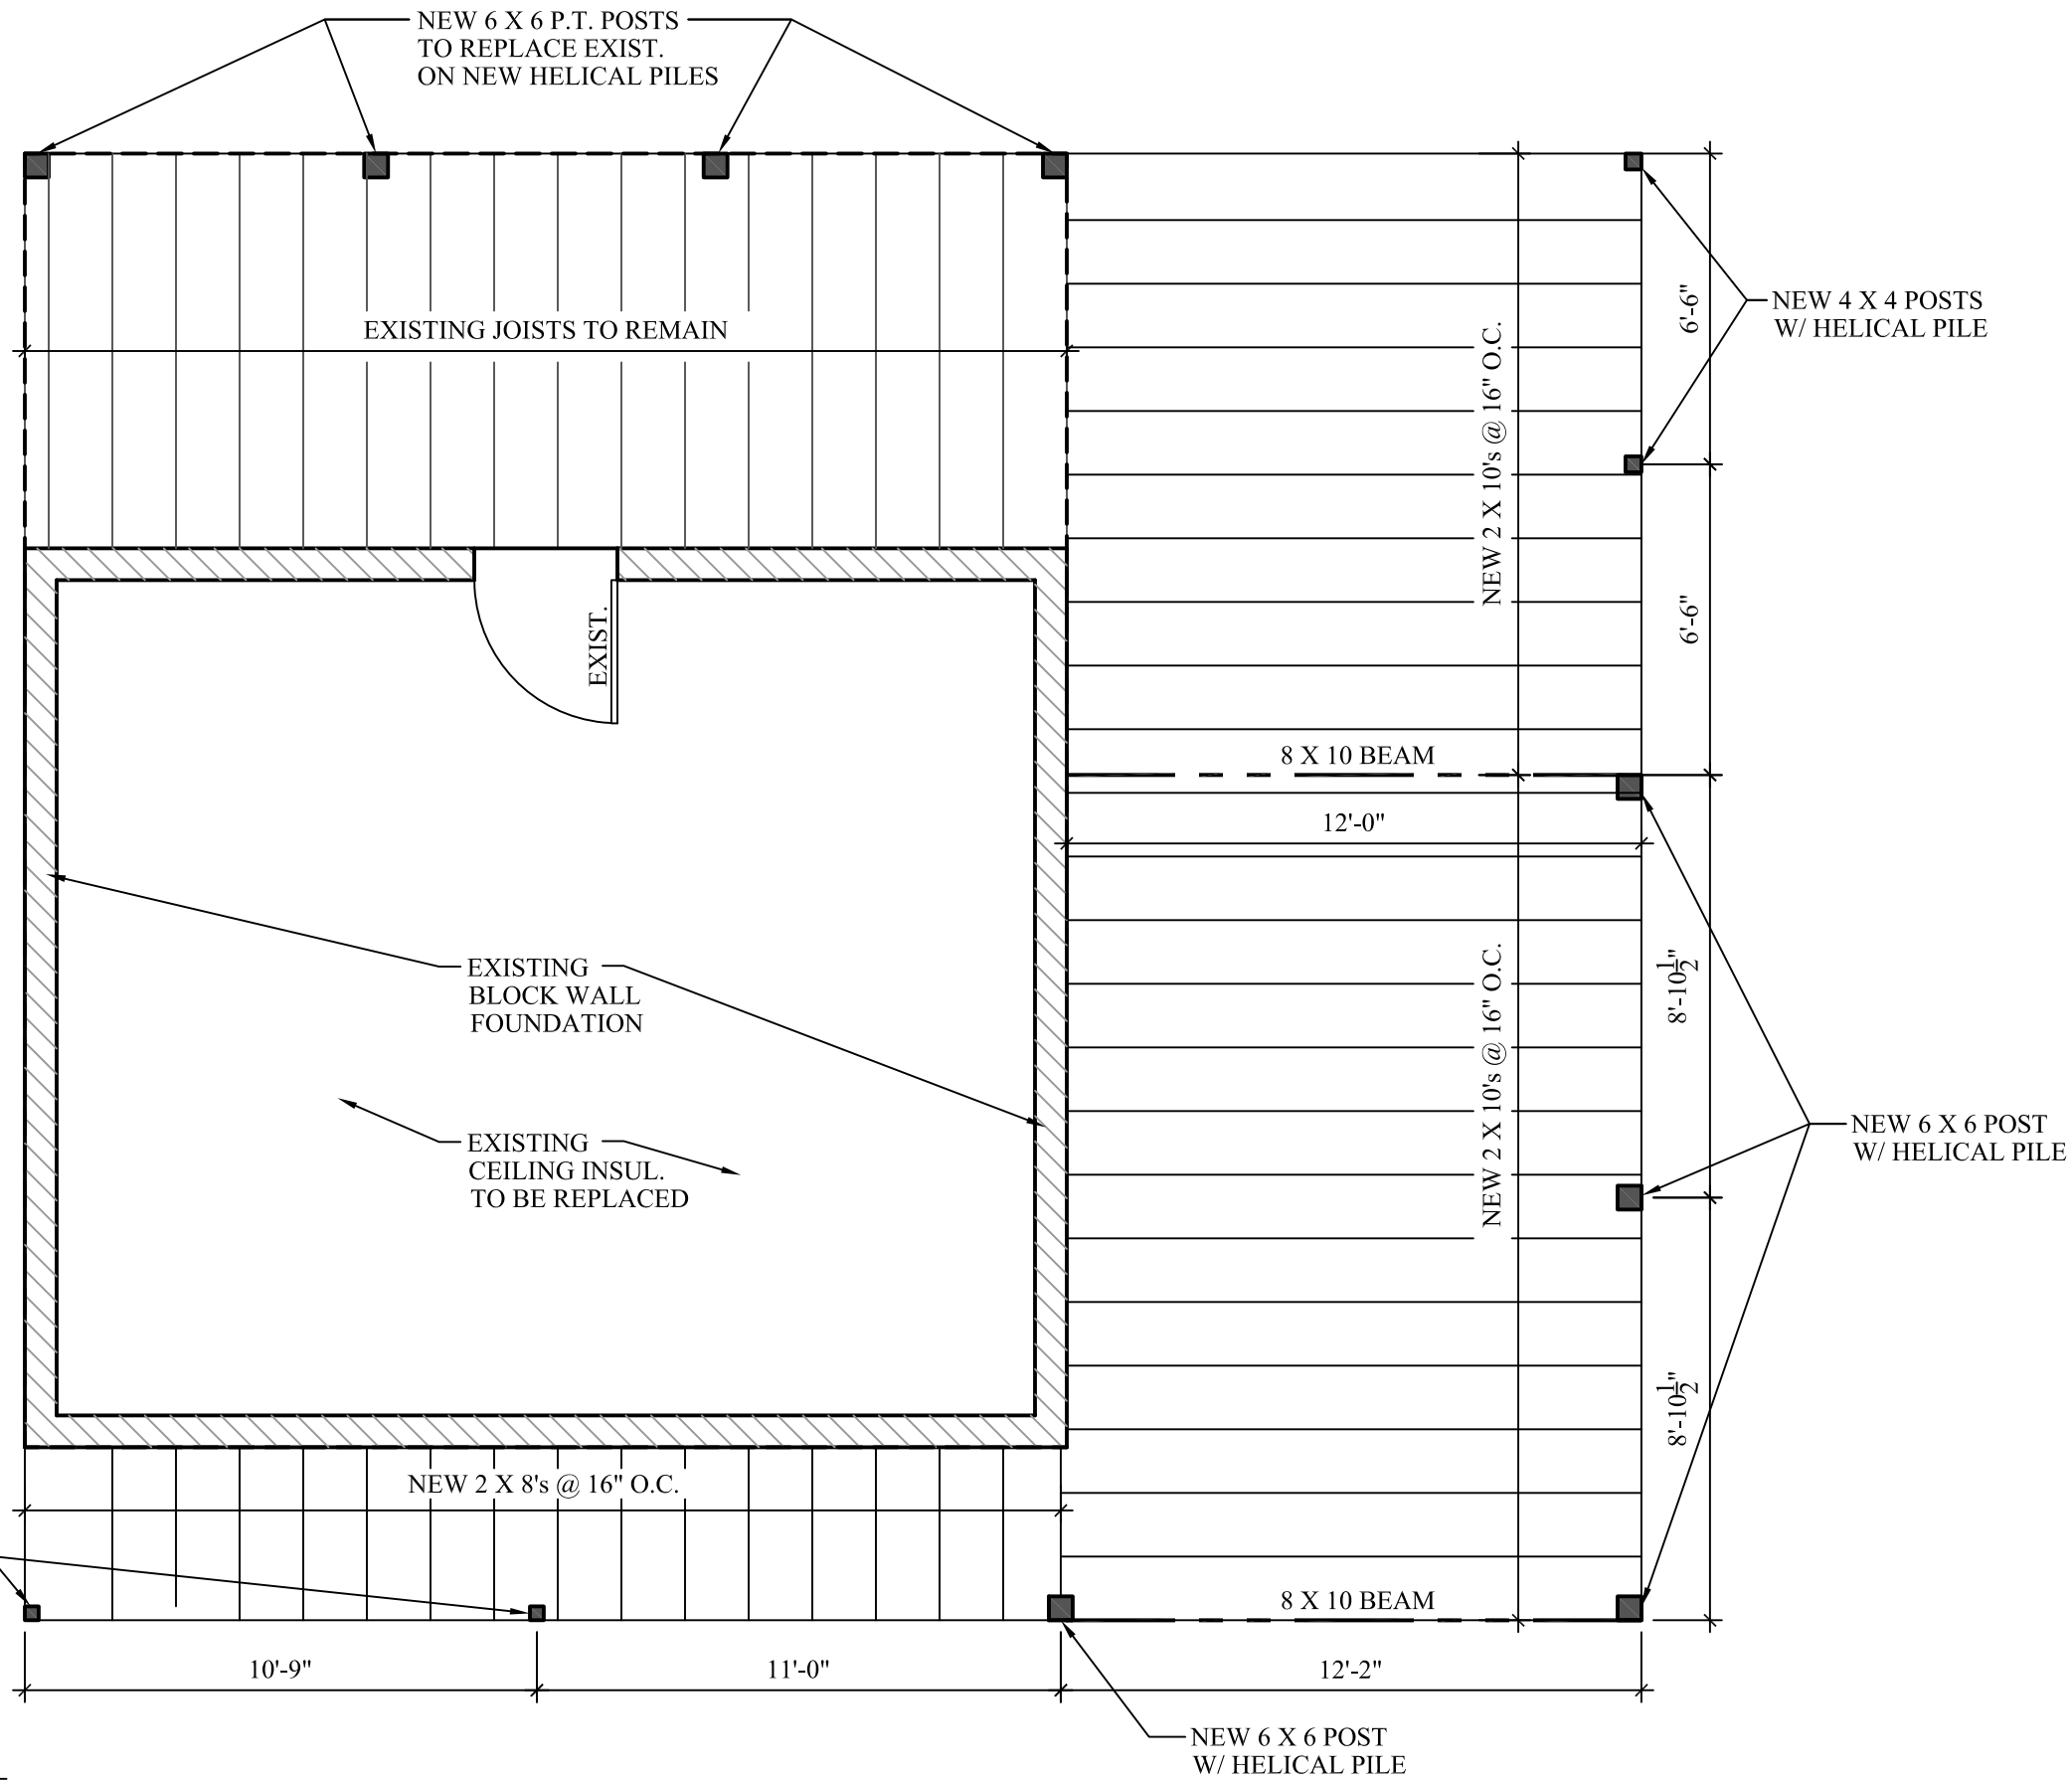 NEW 6 X 6 P.T. POSTS
TO REPLACE EXIST.
ON NEW HELICAL PILES
EXISTING JOISTS TO REMAIN
NEW 2 X 10's @ 16" O.C.
6'-6"
NEW 4 X 4 POSTS
W/ HELICAL PILE
6'-6"
EXIST.
8 X 10 BEAM
12'-0"
EXISTING
BLOCK WALL
FOUNDATION
EXISTING
CEILING INSUL.
TO BE REPLACED
NEW 2 X 10's @ 16" O.C.
8'-10 1/2"
NEW 6 X 6 POST
W/ HELICAL PILE
8'-10 1/2"
NEW 2 X 8's @ 16" O.C.
8 X 10 BEAM
10'-9"
11'-0"
12'-2"
NEW 6 X 6 POST
W/ HELICAL PILE